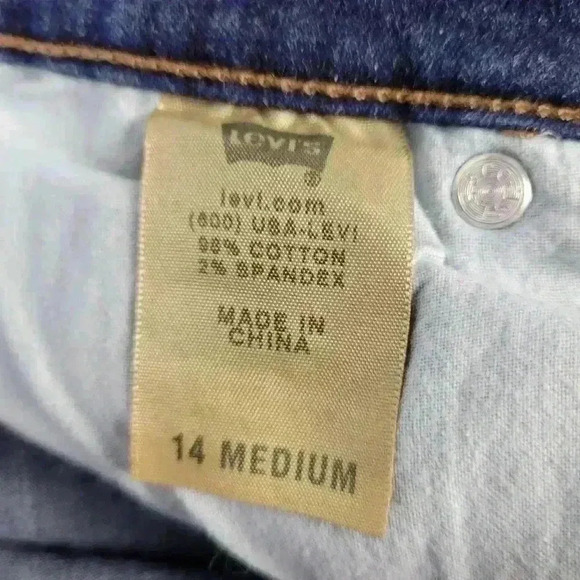 Levi's
®
levi.com
(800) USA-LEVI
98% COTTON
2% SPANDEX
MADE IN
CHINA
14 MEDIUM